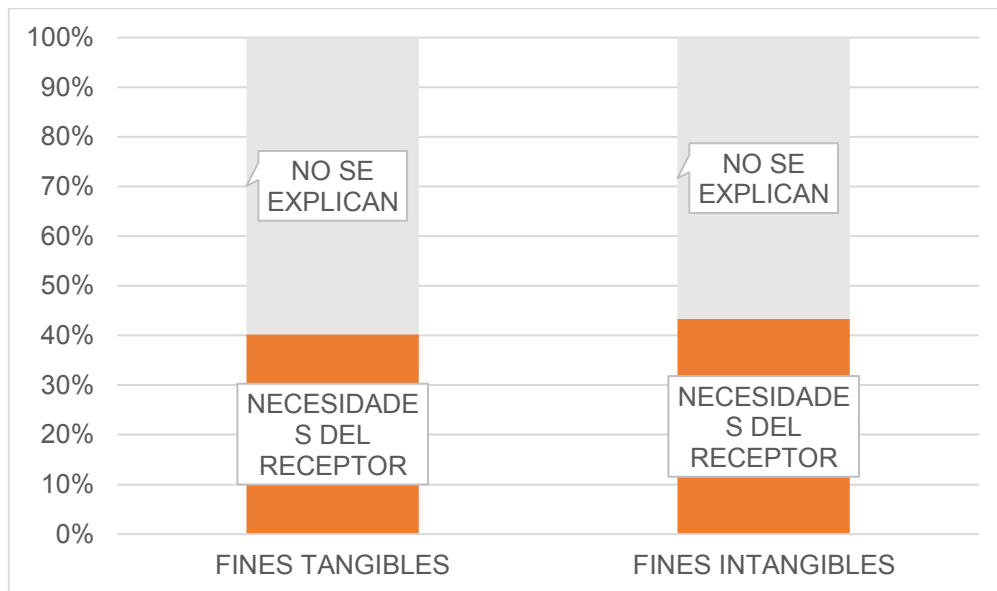 100%
90%
80%
70%
60%
50%
40%
30%
20%
10%
0%
NO SE
EXPLICAN
NO SE
EXPLICAN
NECESIDADE
S DEL
RECEPTOR
NECESIDADE
S DEL
RECEPTOR
FINES TANGIBLES
FINES INTANGIBLES